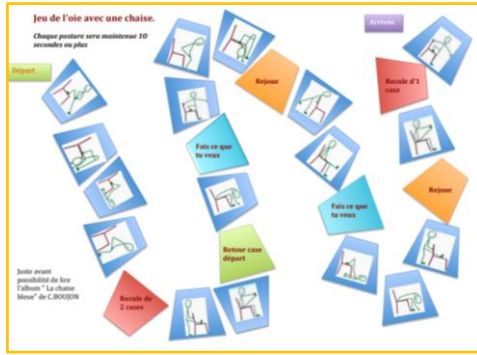 Jeu de l'oie avec une chaise.
Chaque posture sera maintenue 10
secondes ou plus
Départ
Arrivée
Rejoue
Recule d'1
case
Fais ce que
tu veux
Fais ce que
tu veux
Rejoue
Retour case
départ
Recule de
2 cases
Juste avant
possibilité de lire
l'album " La chaise
bleue" de C.BOUJON